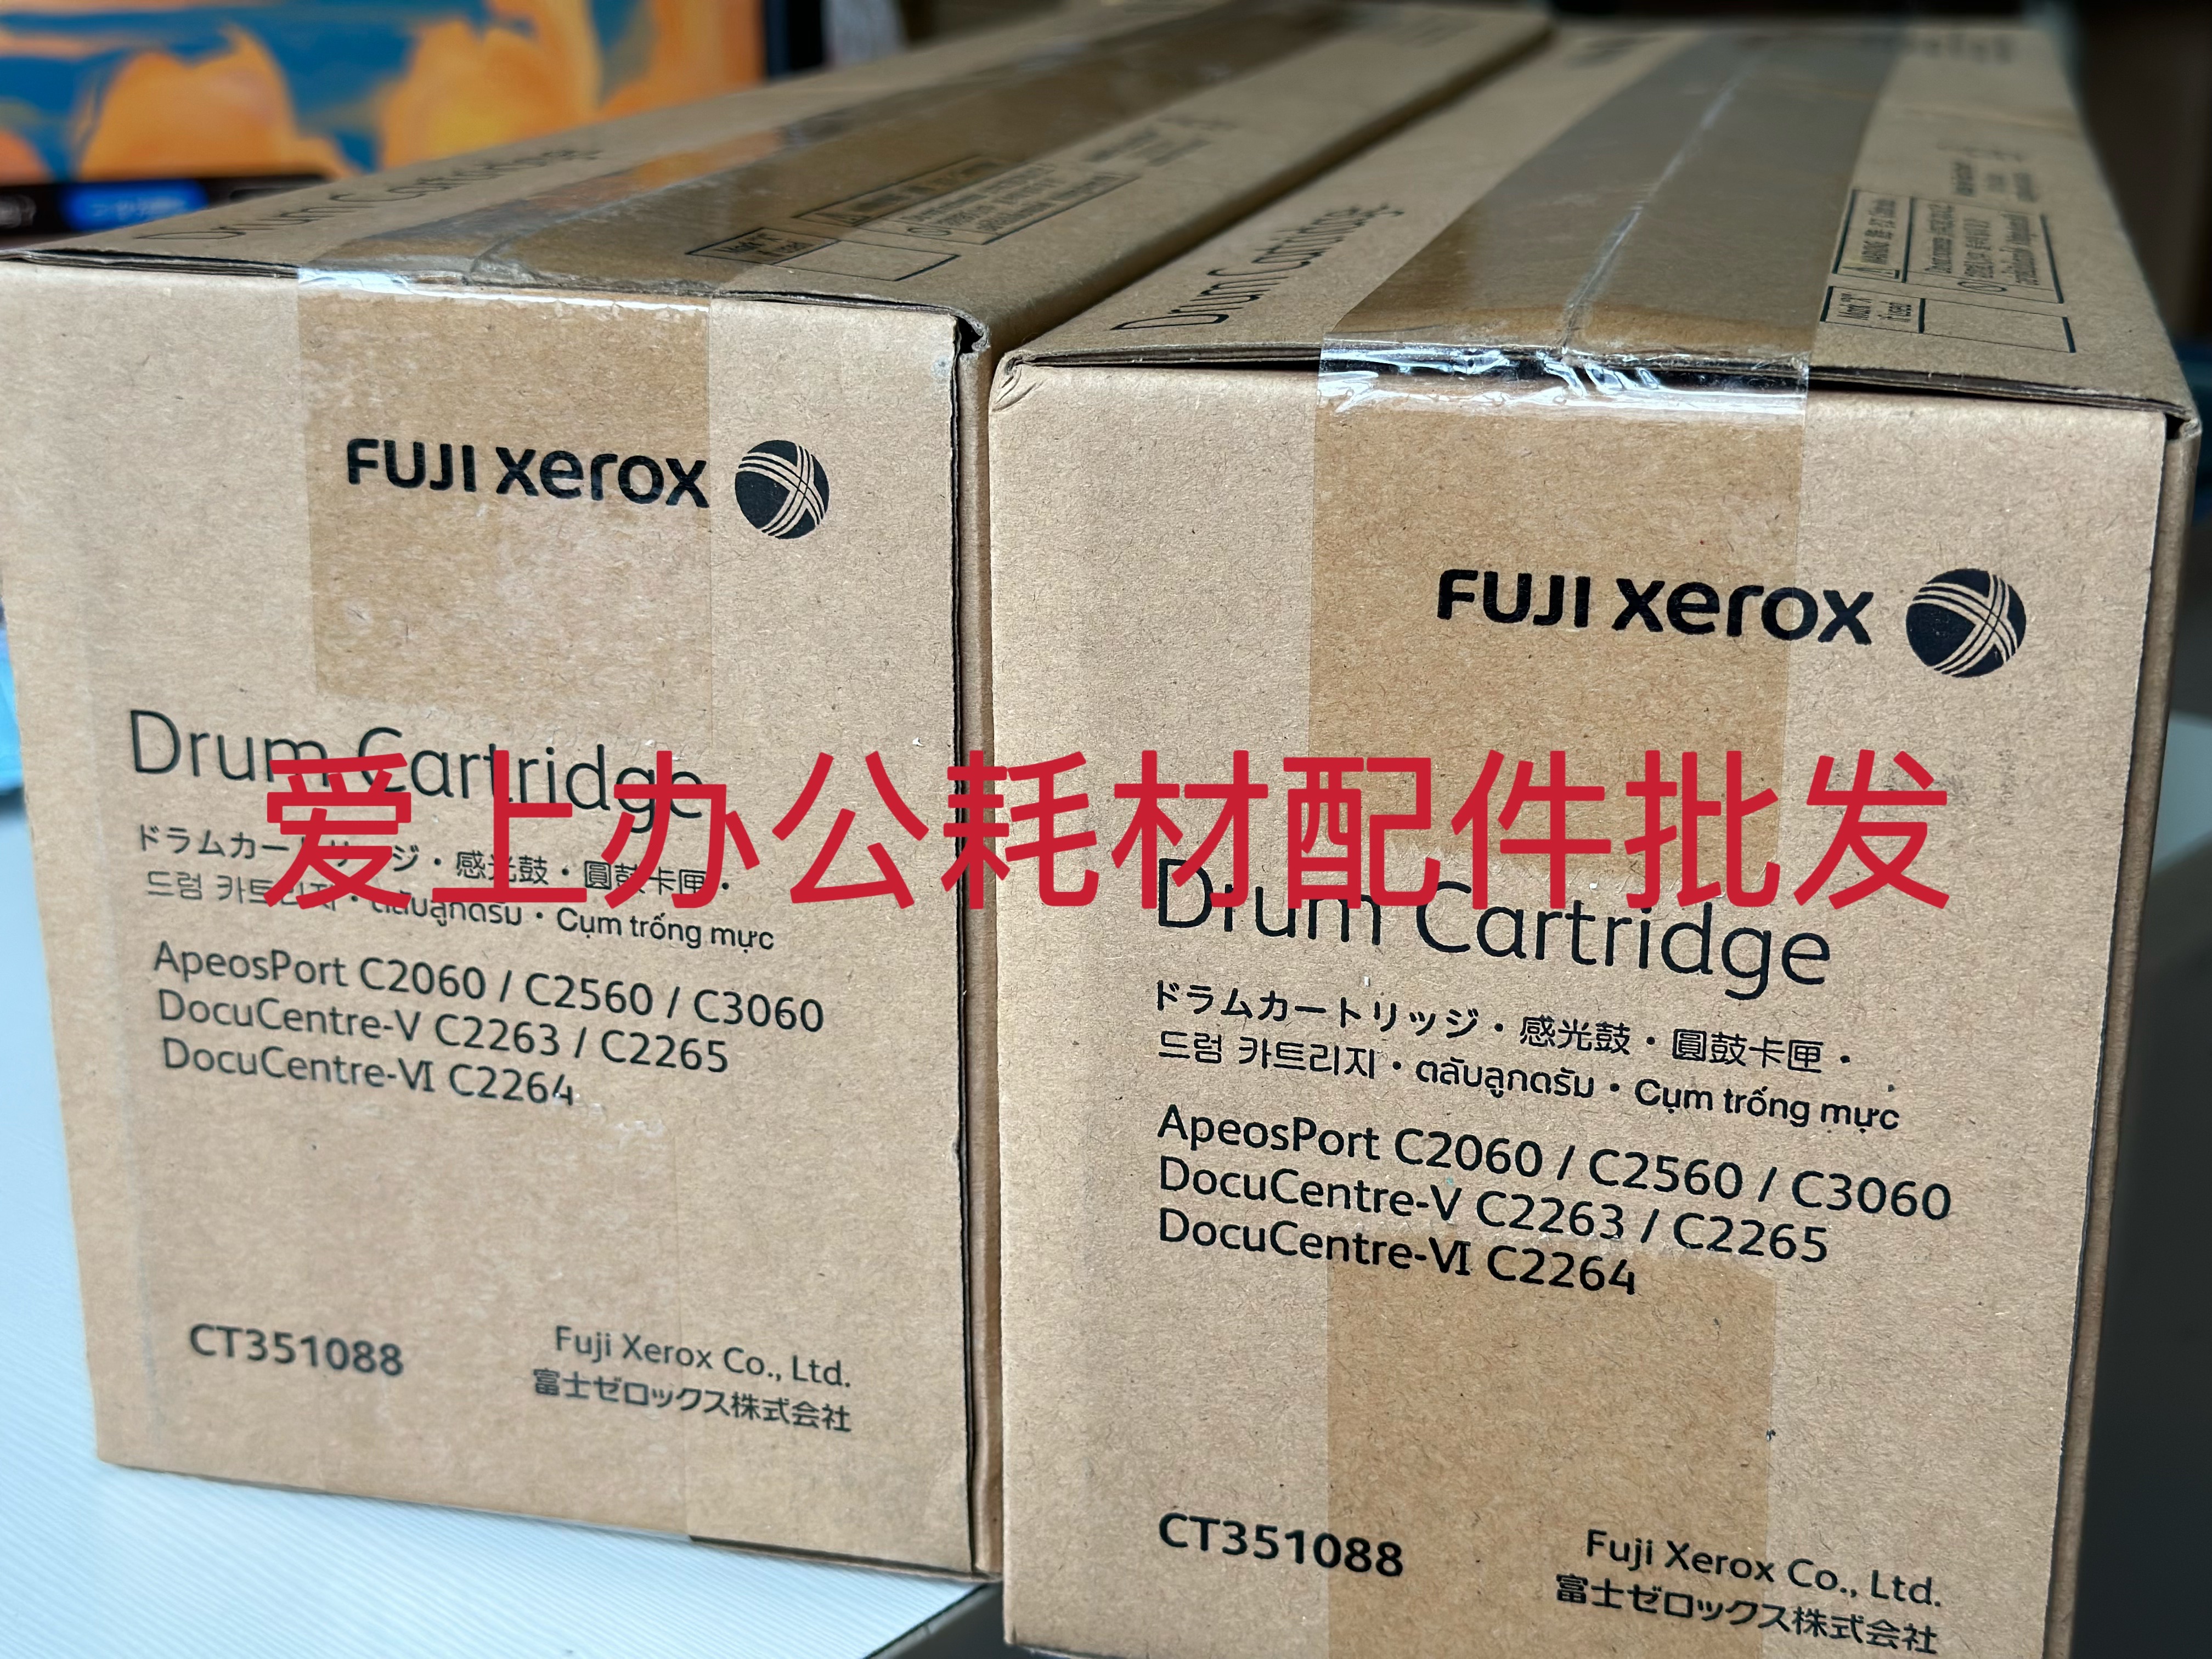 Drum Cartridge
FUJI xerox
Drum Cartridge
ドラムカートリッジ・感光鼓・圓鼓卡匣・
드럼 카트리지・ตลับลูกดรัม・Cụm trống mực
ApeosPort C2060 / C2560 / C3060
DocuCentre-V C2263 / C2265
DocuCentre-VI C2264
CT351088
Fuji Xerox Co., Ltd.
富士ゼロックス株式会社
Drum Cartridge
Mark "X"
if used
FUJI xerox
爱上办公耗材配件批发
Drum Cartridge
ドラムカートリッジ・感光鼓・圓鼓卡匣・
드럼 카트리지・ตลับลูกดรัม・Cụm trống mực
ApeosPort C2060 / C2560 / C3060
DocuCentre-V C2263 / C2265
DocuCentre-VI C2264
CT351088
Fuji Xerox Co., Ltd.
富士ゼロックス株式会社